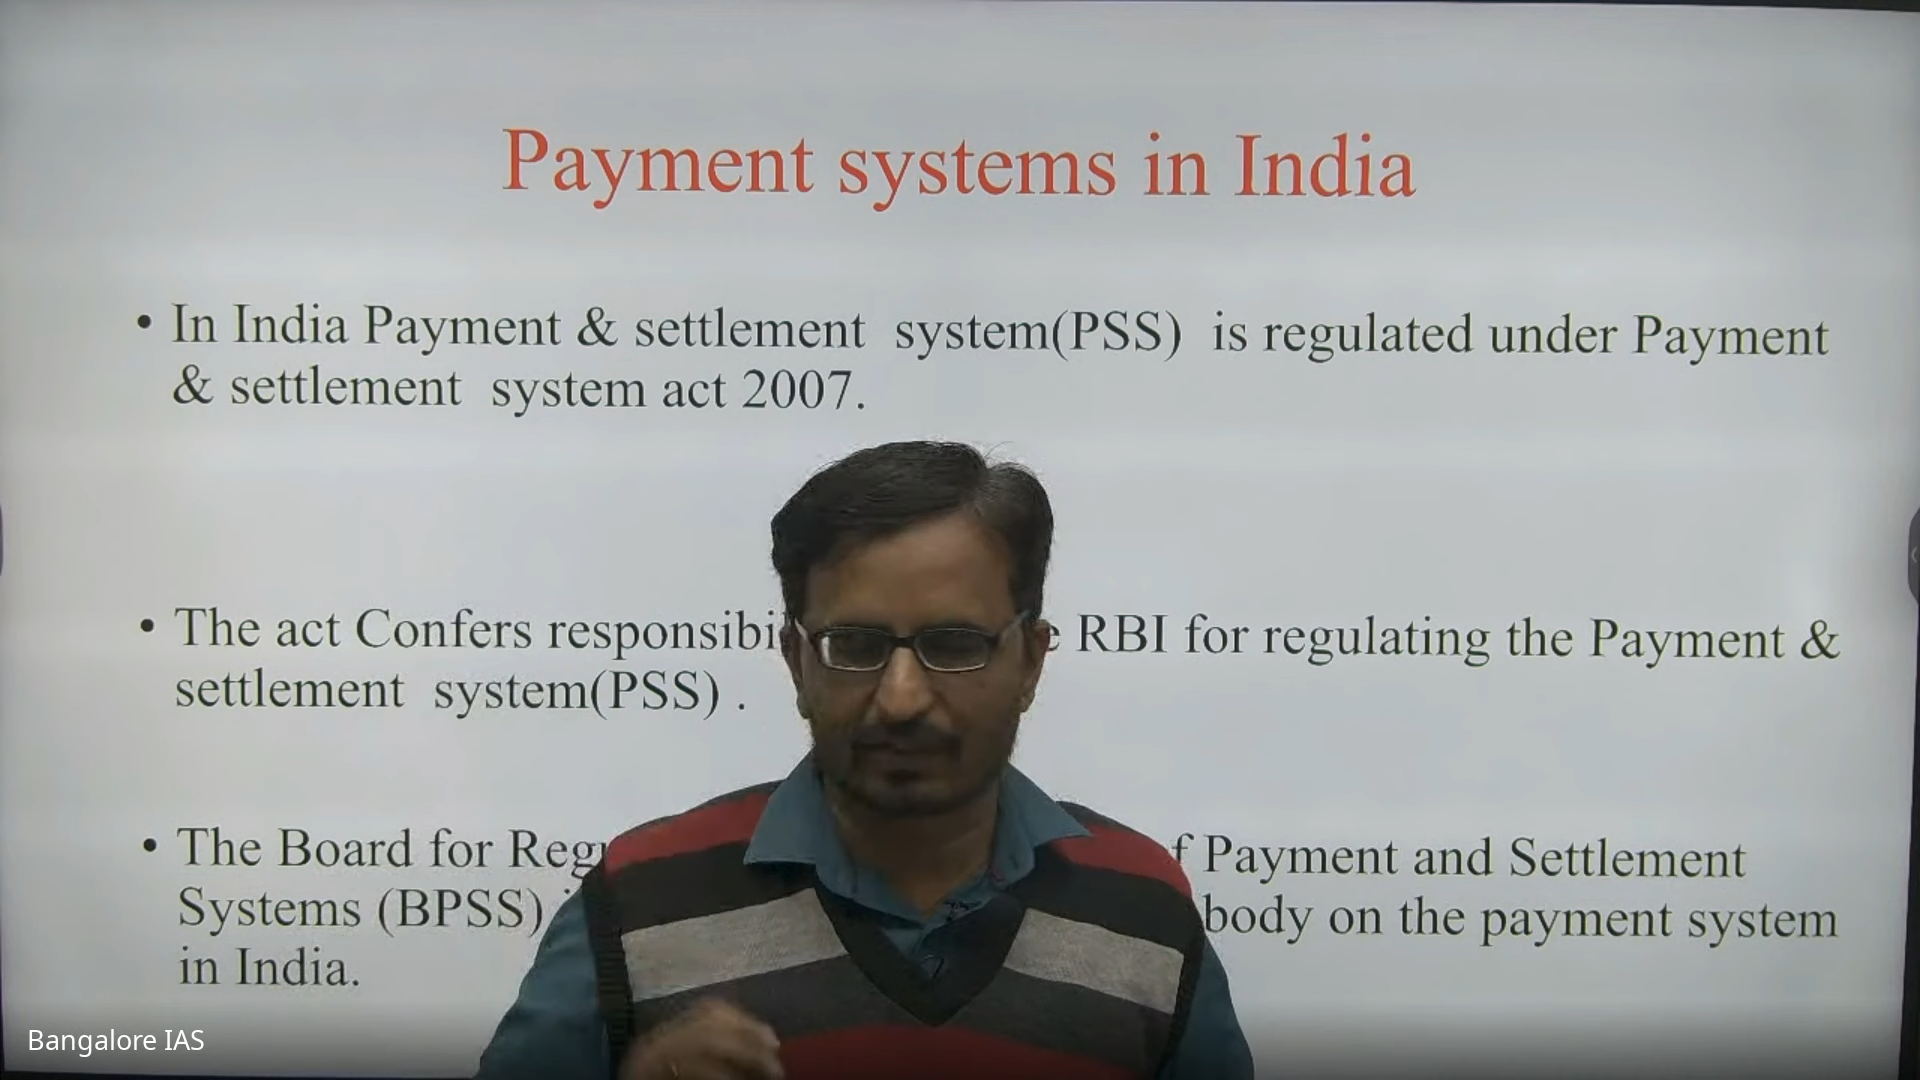 Payment systems in India
• In India Payment & settlement system(PSS) is regulated under Payment
& settlement system act 2007.
• The act Confers RBI for regulating the Payment &
settlement system(PSS) .
• The Board for Payment and Settlement
Systems (BPSS) body on the payment system
in India.
Bangalore IAS